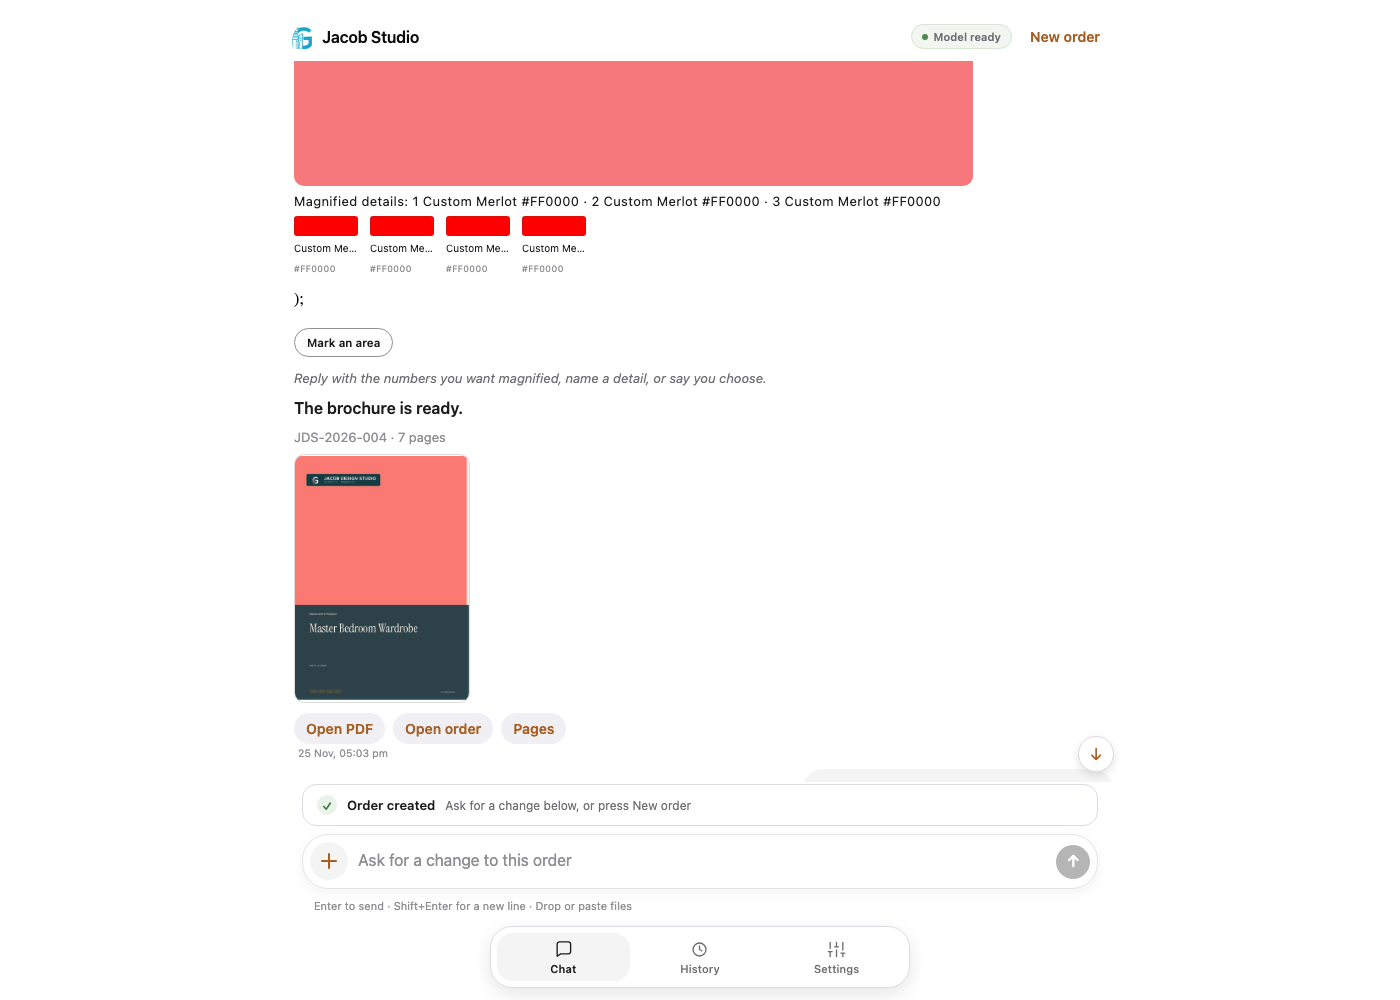 Jacob Studio
Model ready
New order
Magnified details: 1 Custom Merlot #FF0000 · 2 Custom Merlot #FF0000 · 3 Custom Merlot #FF0000
Custom Me... Custom Me... Custom Me... Custom Me...
#FF0000 #FF0000 #FF0000 #FF0000
);
Mark an area
Reply with the numbers you want magnified, name a detail, or say you choose.
The brochure is ready.
JDS-2026-004 · 7 pages
JACOB DESIGN STUDIO
Master Bedroom Wardrobe
Open PDF Open order Pages
25 Nov, 05:03 pm
Order created Ask for a change below, or press New order
Ask for a change to this order
Enter to send · Shift+Enter for a new line · Drop or paste files
Chat History Settings